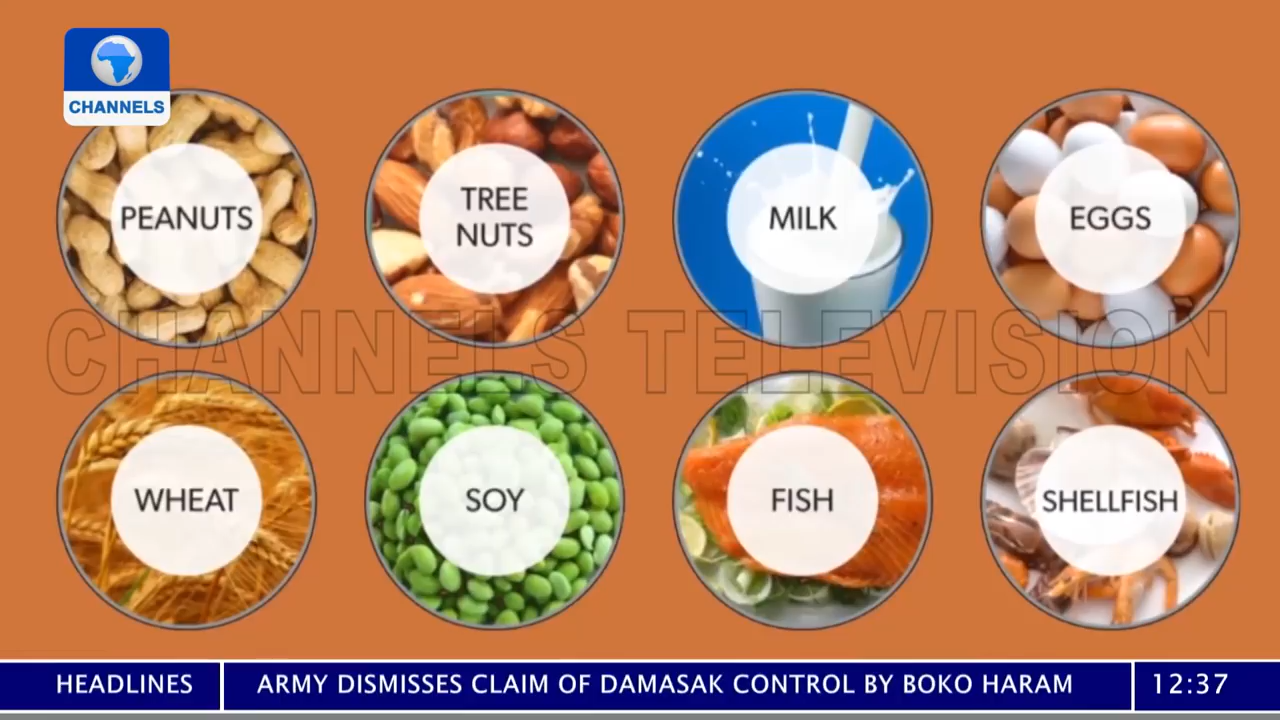 CHANNELS
PEANUTS
TREE
NUTS
MILK
EGGS
CHANNELS TELEVISION
WHEAT
SOY
FISH
SHELLFISH
HEADLINES
ARMY DISMISSES CLAIM OF DAMASAK CONTROL BY BOKO HARAM
12:37